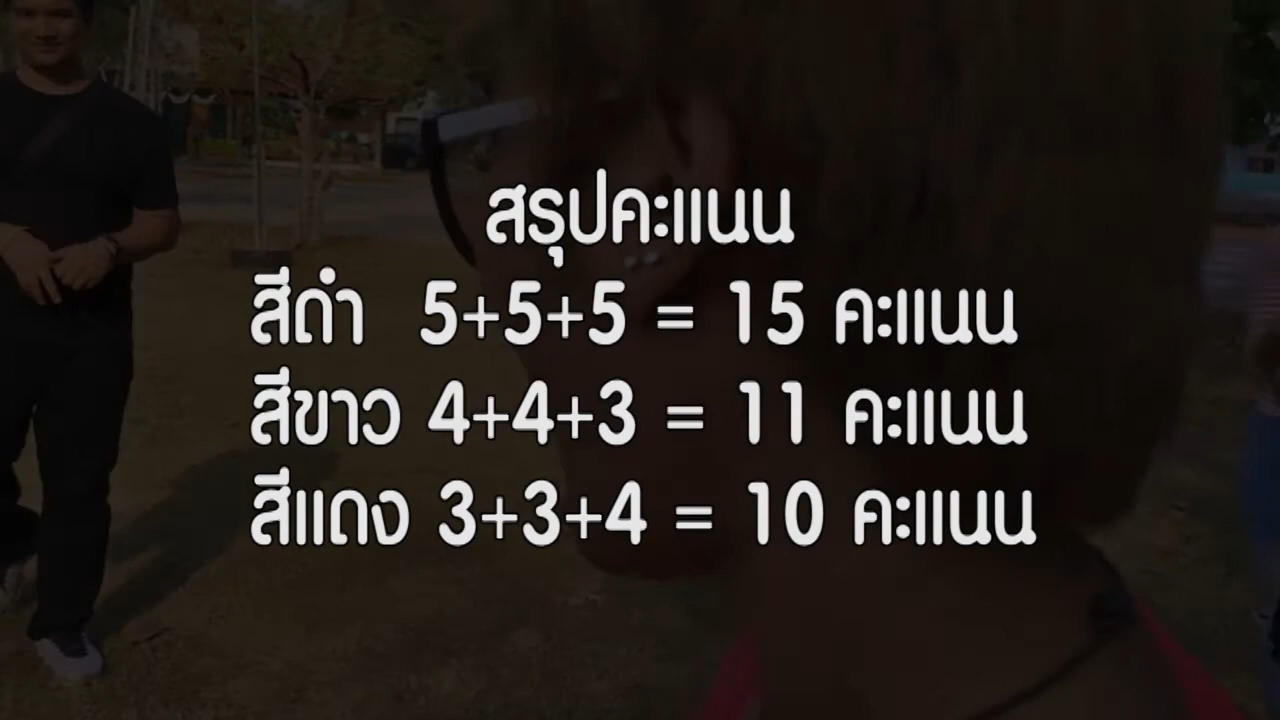 สรุปคะแนน
สีดำ 5+5+5 = 15 คะแนน
สีขาว 4+4+3 = 11 คะแนน
สีแดง 3+3+4 = 10 คะแนน